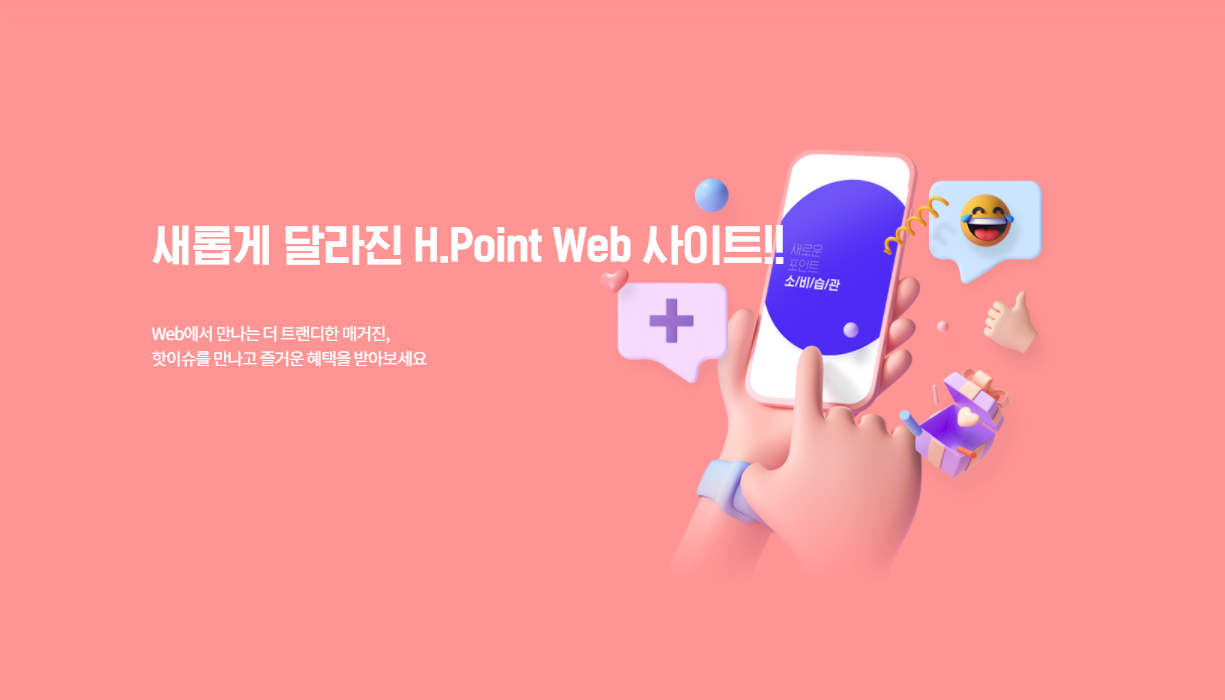 새롭게 달라진 H.Point Web 사이트!!
Web에서 만나는 더 트랜디한 매거진,
핫이슈를 만나고 즐거운 혜택을 받아보세요
새로운
포인트
소/비/습/관